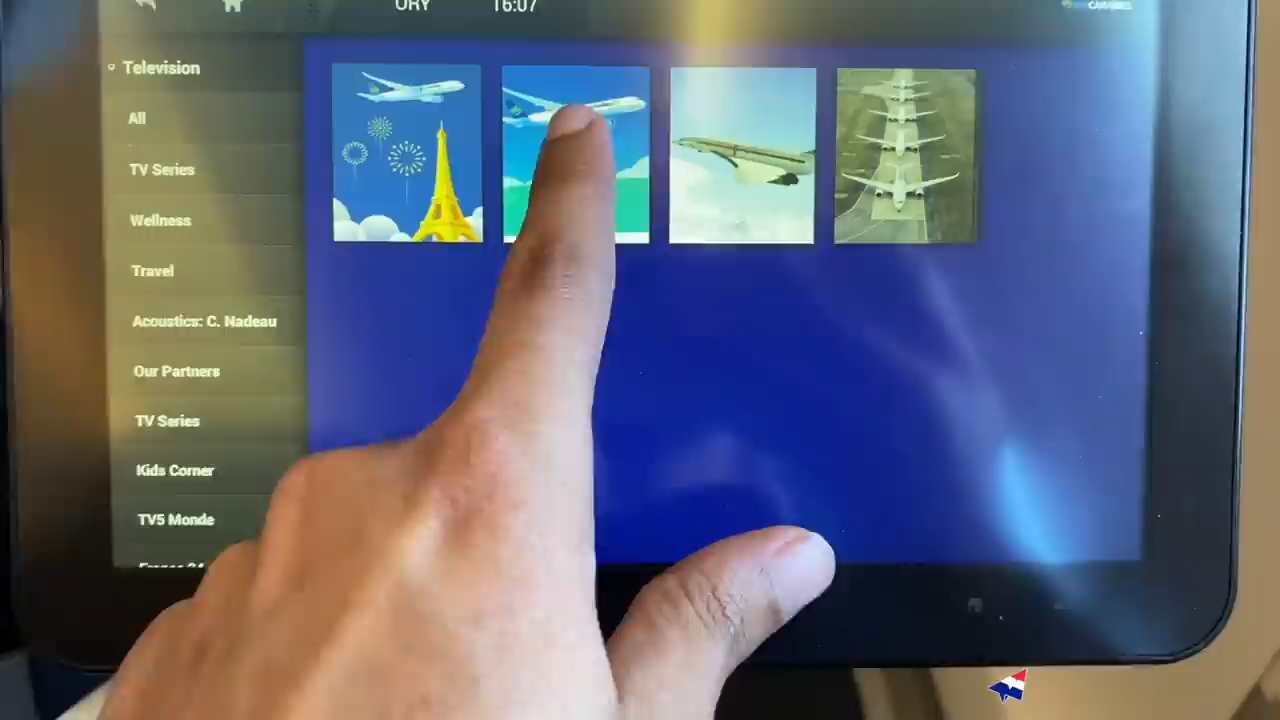 ORY 16:07
Television
All
TV Series
Wellness
Travel
Acoustics: C. Nadeau
Our Partners
TV Series
Kids Corner
TV5 Monde